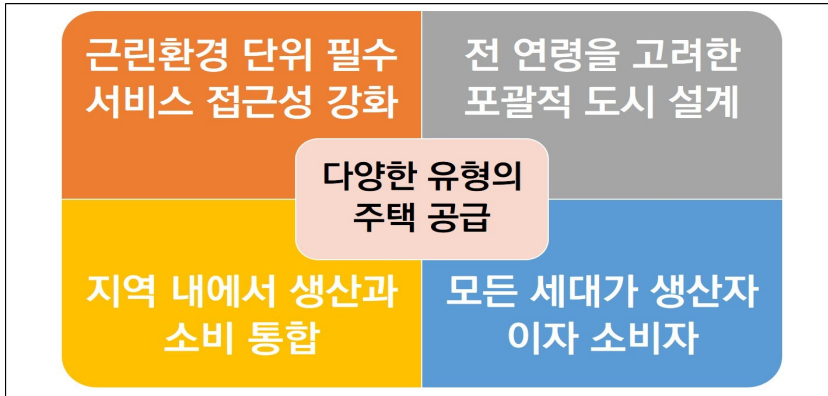 근린환경 단위 필수
서비스 접근성 강화
전 연령을 고려한
포괄적 도시 설계
다양한 유형의
주택 공급
지역 내에서 생산과
소비 통합
모든 세대가 생산자
이자 소비자